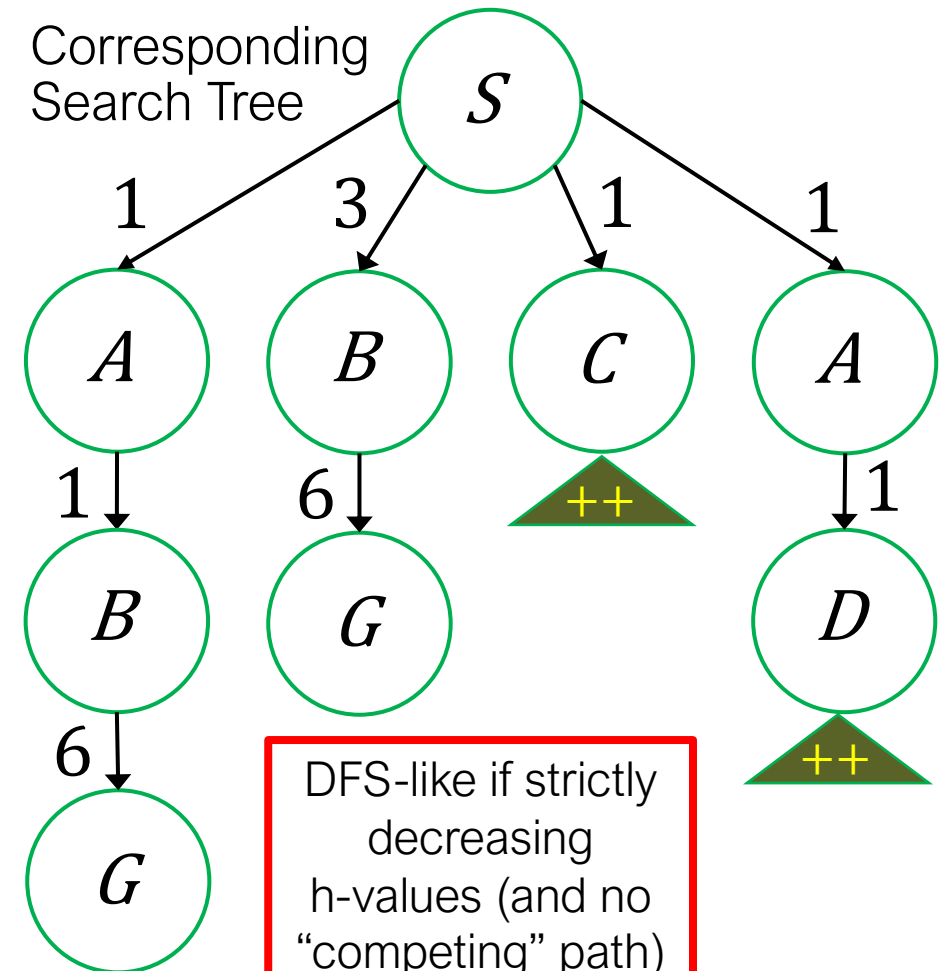 Corresponding
Search Tree
S
1
3
1
1
A
B
C
A
1
6
++
1
B
G
D
6
++
G
DFS-like if strictly
decreasing
h-values (and no
“competing” path)